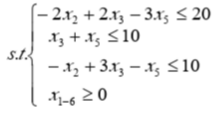 s.t.
- 2x₂ + 2x₃ - 3x₅ ≤ 20
x₃ + x₅ ≤ 10
- x₂ + 3x₃ - x₅ ≤ 10
x₁₋₆ ≥ 0